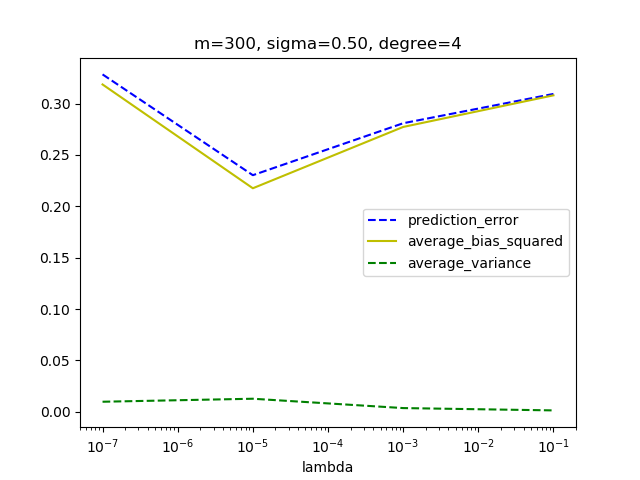 m=300, sigma=0.50, degree=4
0.30
0.25
0.20
0.15
0.10
0.05
0.00
prediction_error
average_bias_squared
average_variance
10⁻⁷ 10⁻⁶ 10⁻⁵ 10⁻⁴ 10⁻³ 10⁻² 10⁻¹
lambda